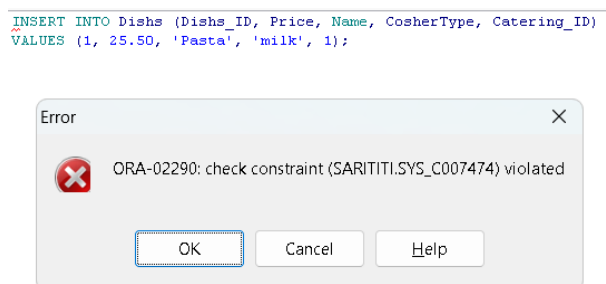 INSERT INTO Dishs (Dishs_ID, Price, Name, CosherType, Catering_ID)
VALUES (1, 25.50, 'Pasta', 'milk', 1);
Error
ORA-02290: check constraint (SARITITI.SYS_C007474) violated
OK Cancel Help